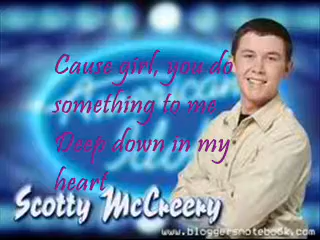 Cause girl, you do
something to me
Deep down in my
heart
Scotty McCreery
www.bloggersnotebook.com